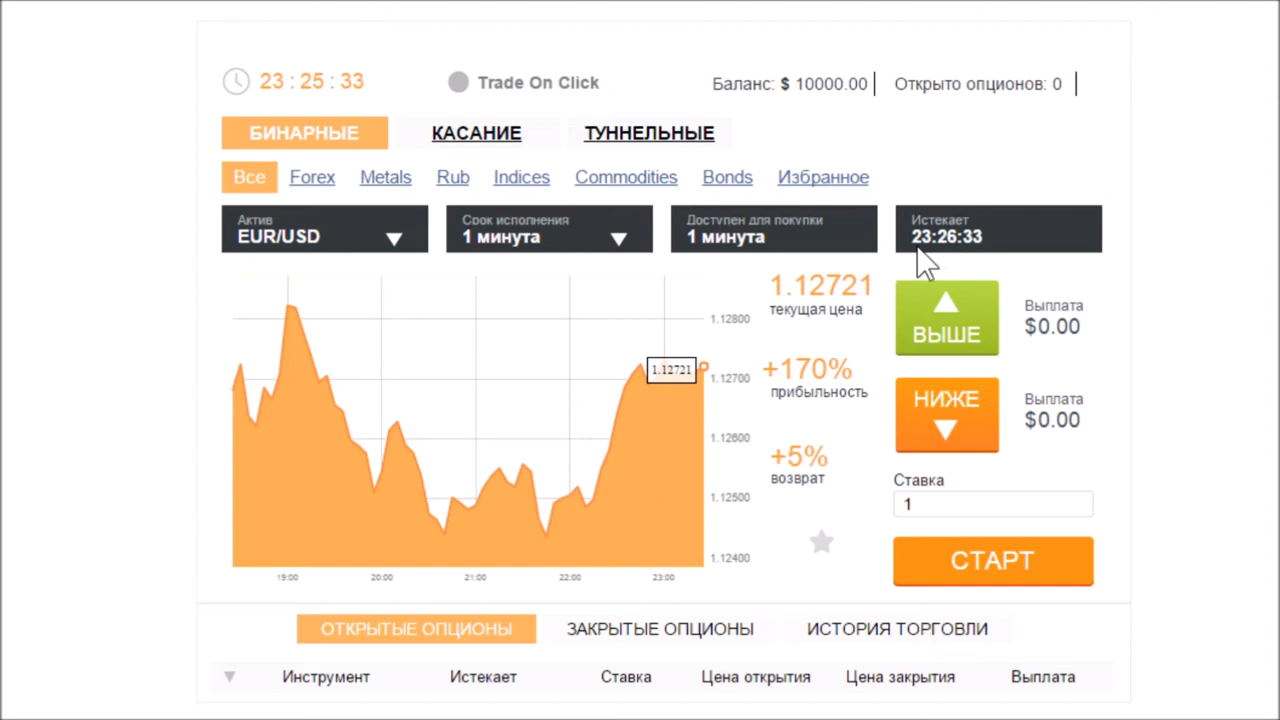 23 : 25 : 33
Trade On Click
Баланс: $ 10000.00
Открыто опционов: 0
БИНАРНЫЕ
КАСАНИЕ
ТУННЕЛЬНЫЕ
Все
Forex
Metals
Rub
Indices
Commodities
Bonds
Избранное
Актив
EUR/USD
Срок исполнения
1 минута
Доступен для покупки
1 минута
Истекает
23:26:33
1.12721
текущая цена
+170%
прибыльность
+5%
возврат
1.12800
1.12700
1.12600
1.12500
1.12400
1.12721
19:00
20:00
21:00
22:00
23:00
ВЫШЕ
Выплата
$0.00
НИЖЕ
Выплата
$0.00
Ставка
1
СТАРТ
ОТКРЫТЫЕ ОПЦИОНЫ
ЗАКРЫТЫЕ ОПЦИОНЫ
ИСТОРИЯ ТОРГОВЛИ
Инструмент
Истекает
Ставка
Цена открытия
Цена закрытия
Выплата